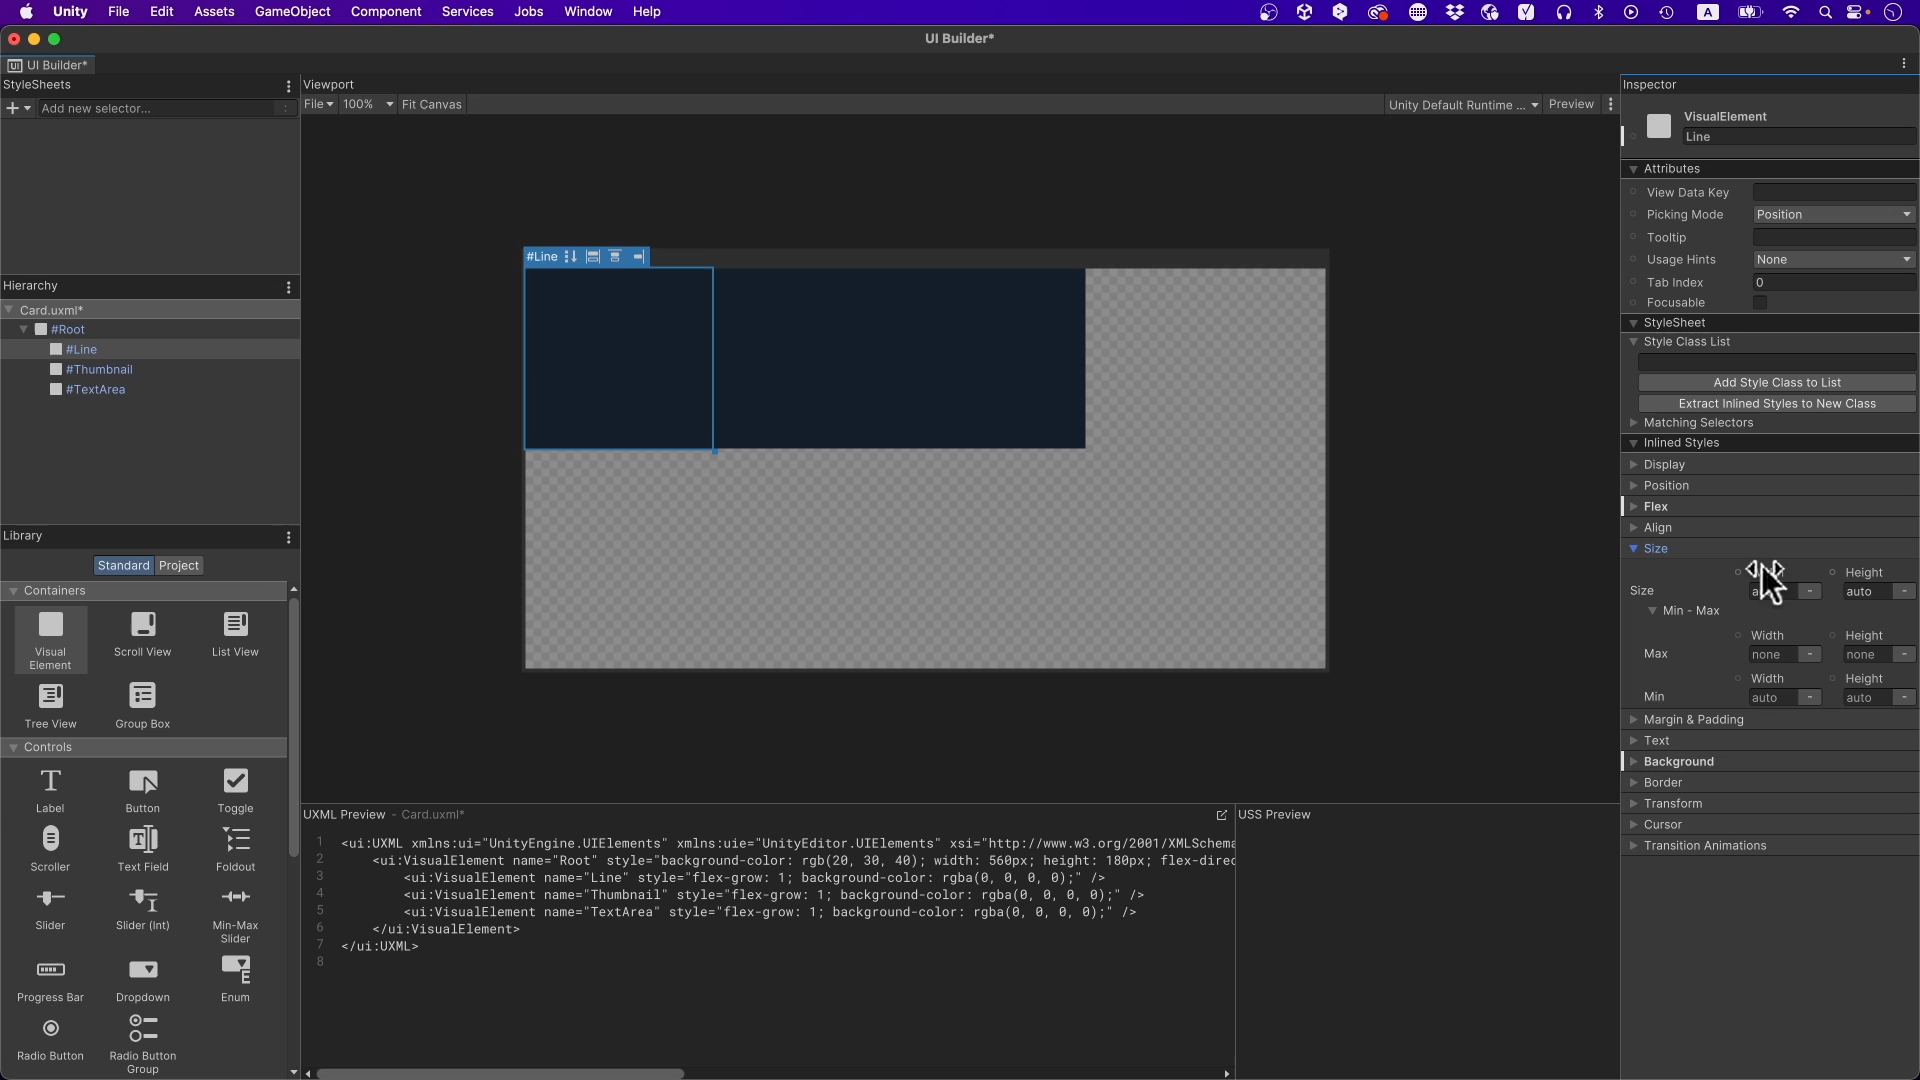 Unity File Edit Assets GameObject Component Services Jobs Window Help A
UI Builder*
UI Builder*
StyleSheets
Add new selector...
Viewport
File 100% Fit Canvas
Unity Default Runtime ... Preview
#Line
Hierarchy
Card.uxml*
#Root
#Line
#Thumbnail
#TextArea
Library
Standard Project
Containers
Visual Element
Scroll View
List View
Tree View
Group Box
Controls
Label
Button
Toggle
Scroller
Text Field
Foldout
Slider
Slider (Int)
Min-Max Slider
Progress Bar
Dropdown
Enum
Radio Button
Radio Button Group
UXML Preview - Card.uxml*
1 <ui:UXML xmlns:ui="UnityEngine.UIElements" xmlns:uie="UnityEditor.UIElements" xsi="http://www.w3.org/2001/XMLSchema
2 <ui:VisualElement name="Root" style="background-color: rgb(20, 30, 40); width: 560px; height: 180px; flex-direc
3 <ui:VisualElement name="Line" style="flex-grow: 1; background-color: rgba(0, 0, 0, 0);" />
4 <ui:VisualElement name="Thumbnail" style="flex-grow: 1; background-color: rgba(0, 0, 0, 0);" />
5 <ui:VisualElement name="TextArea" style="flex-grow: 1; background-color: rgba(0, 0, 0, 0);" />
6 </ui:VisualElement>
7 </ui:UXML>
8
USS Preview
Inspector
VisualElement
Line
Attributes
View Data Key
Picking Mode Position
Tooltip
Usage Hints None
Tab Index 0
Focusable
StyleSheet
Style Class List
Add Style Class to List
Extract Inlined Styles to New Class
Matching Selectors
Inlined Styles
Display
Position
Flex
Align
Size
Height
Size auto
Min - Max
Width Height
Max none - none -
Width Height
Min auto - auto -
Margin & Padding
Text
Background
Border
Transform
Cursor
Transition Animations